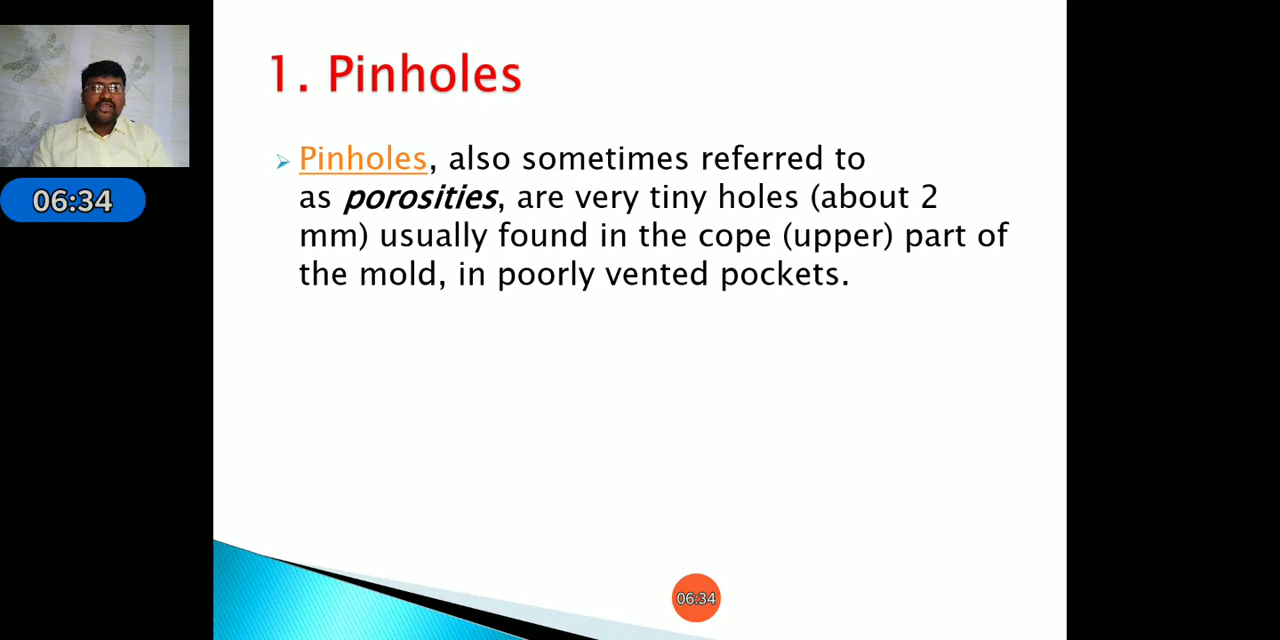 1. Pinholes
06:34
Pinholes, also sometimes referred to
as porosities, are very tiny holes (about 2
mm) usually found in the cope (upper) part of
the mold, in poorly vented pockets.
06:34